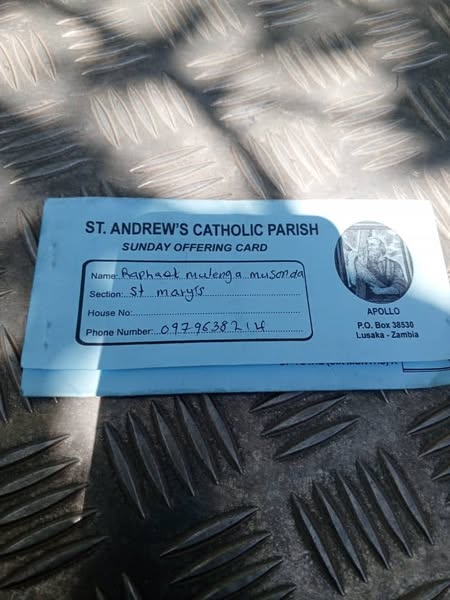 ST. ANDREW'S CATHOLIC PARISH
SUNDAY OFFERING CARD
Name: Raphael mulenga musonda
Section: St mary's
House No:
Phone Number: 0979638214
APOLLO
P.O. Box 38530
Lusaka - Zambia